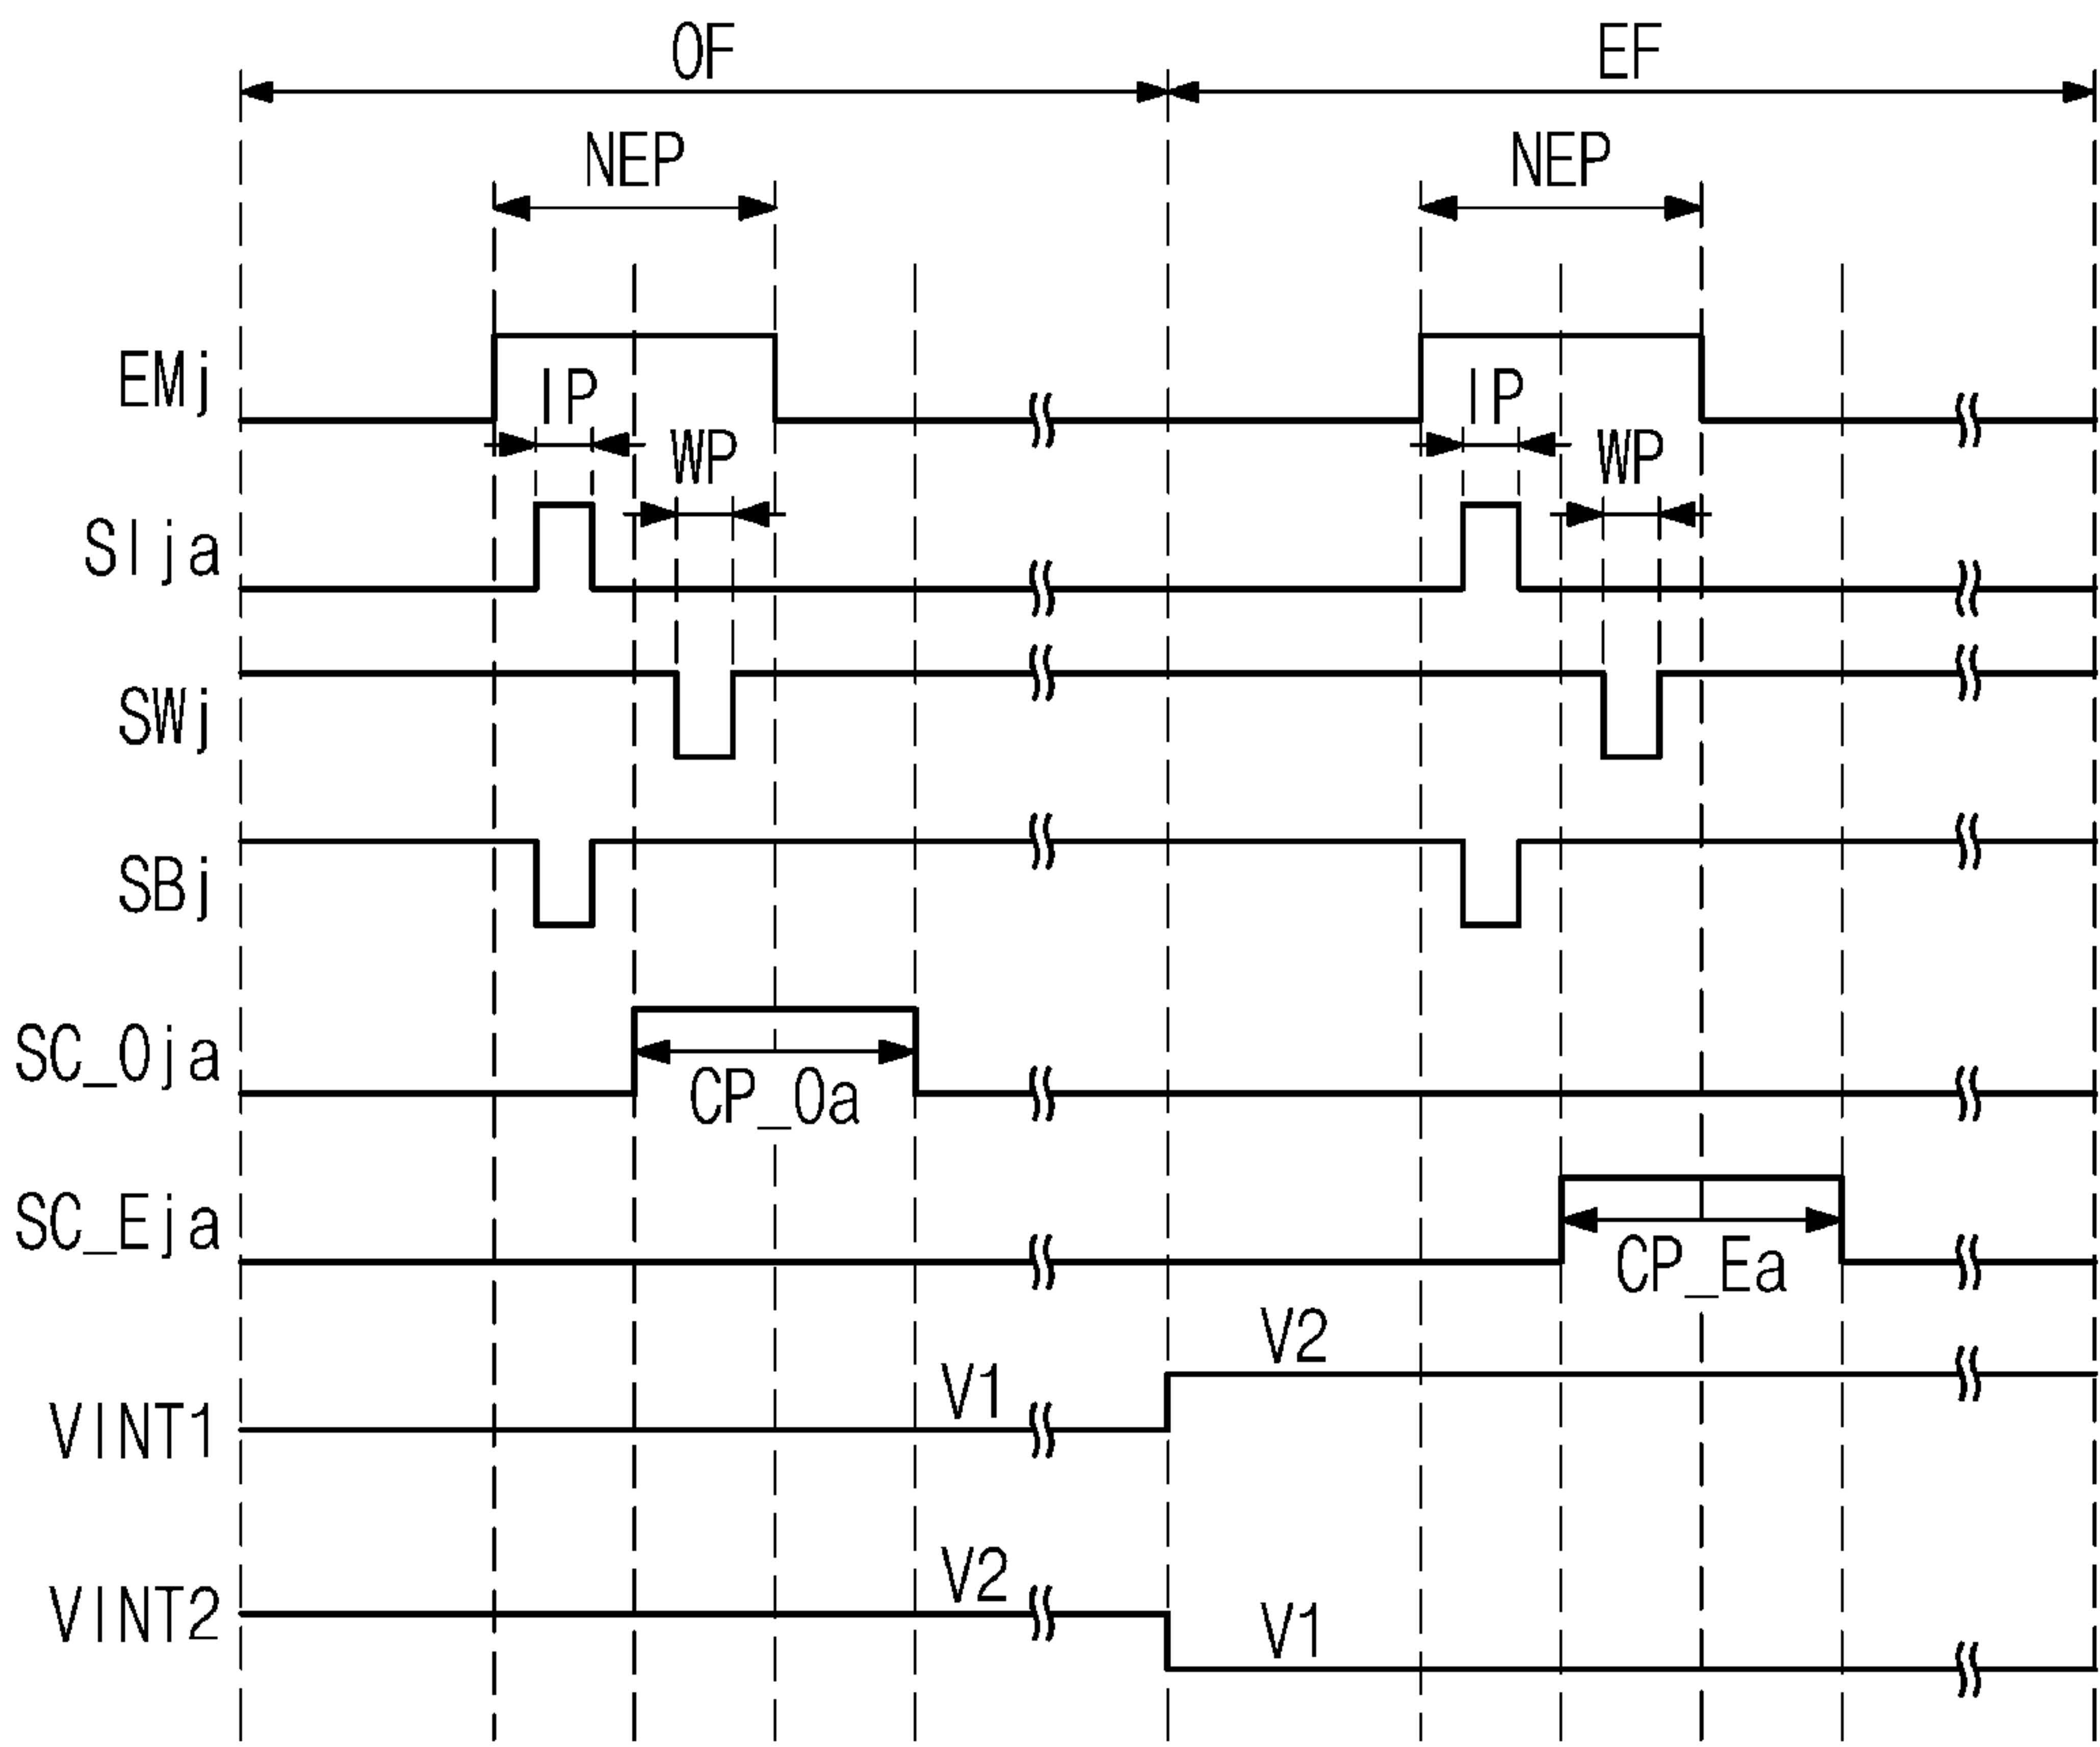 OF EF
NEP NEP
EMj IP IP
WP WP
SIja
SWj
SBj
SC_Oja
CP_Oa
SC_Eja
CP_Ea
V2
V1
VINT1
V2
VINT2 V1